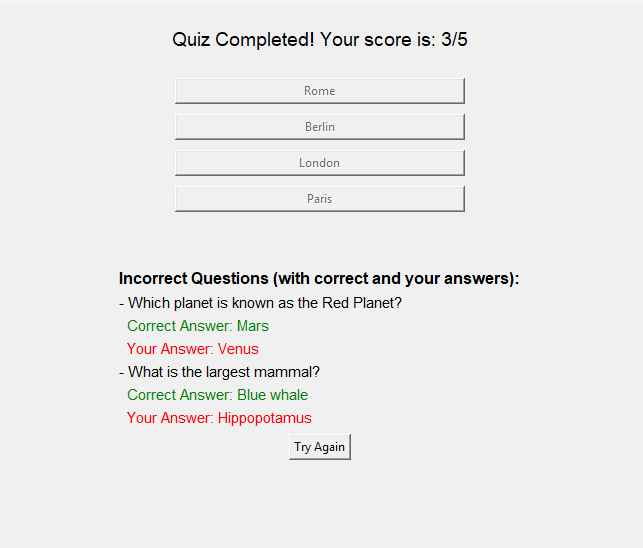 Quiz Completed! Your score is: 3/5
Rome
Berlin
London
Paris
Incorrect Questions (with correct and your answers):
- Which planet is known as the Red Planet?
Correct Answer: Mars
Your Answer: Venus
- What is the largest mammal?
Correct Answer: Blue whale
Your Answer: Hippopotamus
Try Again